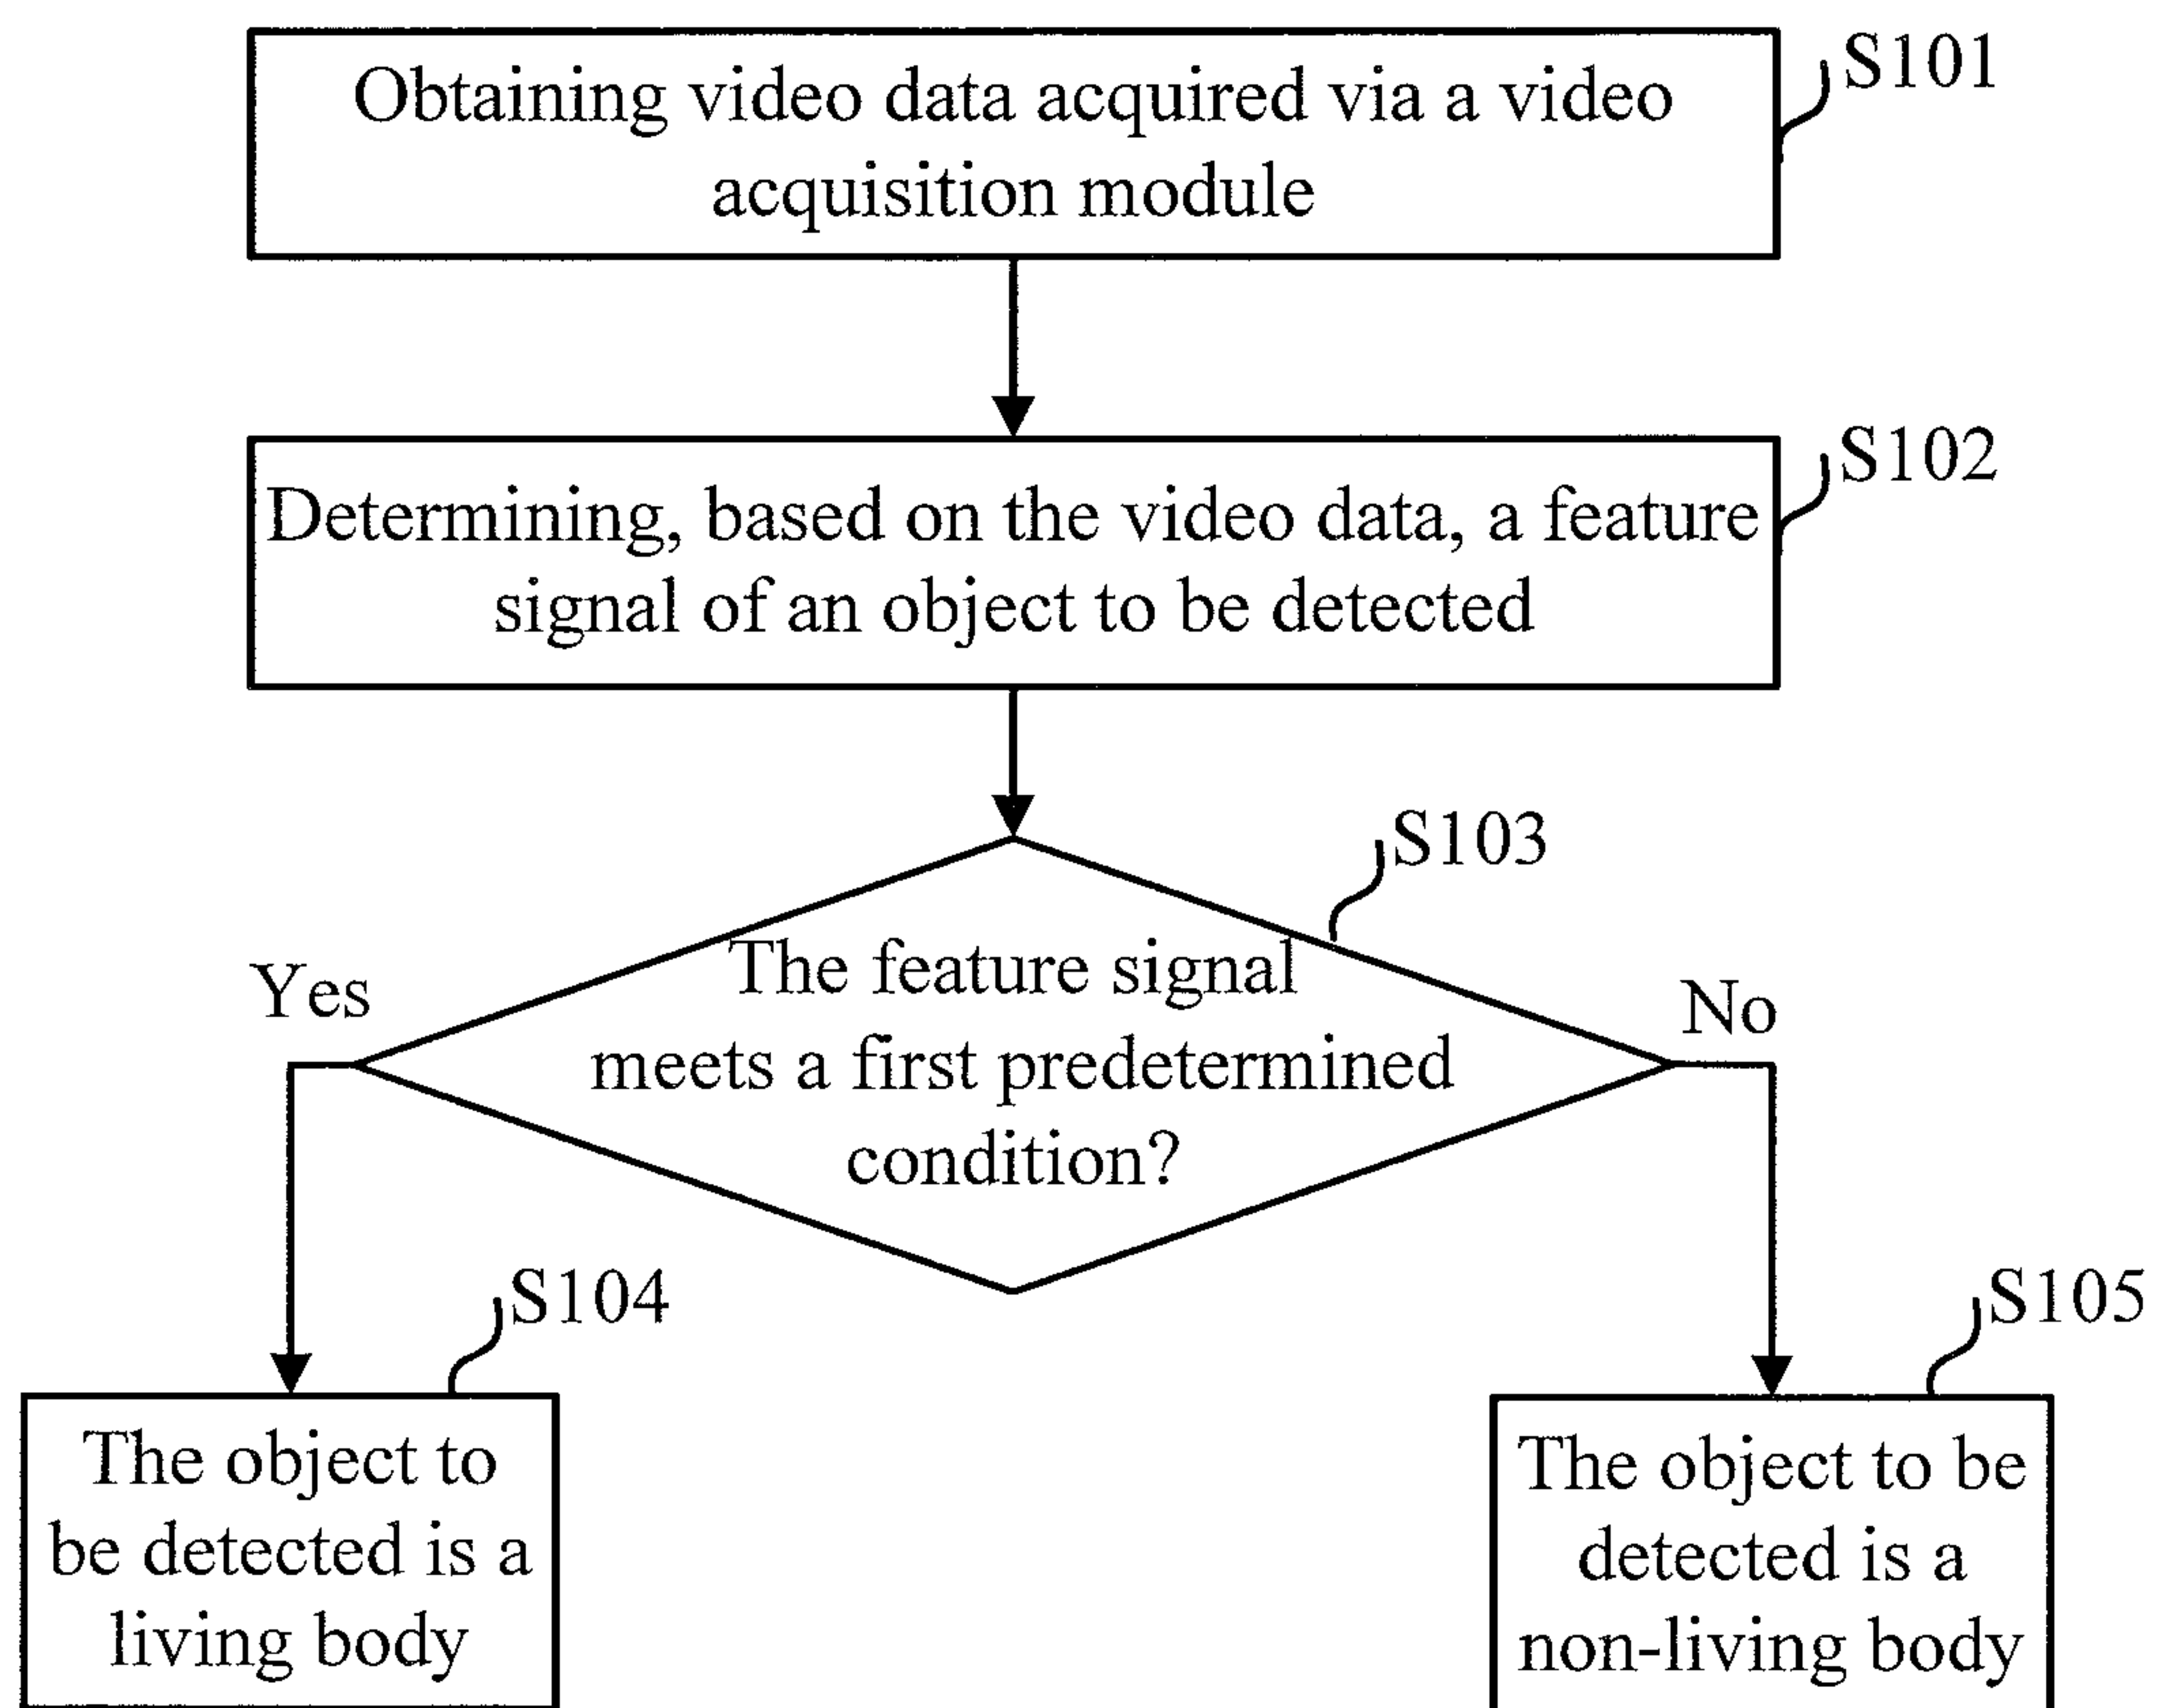 Obtaining video data acquired via a video
acquisition module
S101
Determining, based on the video data, a feature
signal of an object to be detected
S102
The feature signal
meets a first predetermined
condition?
S103
Yes
No
The object to
be detected is a
living body
S104
The object to be
detected is a
non-living body
S105